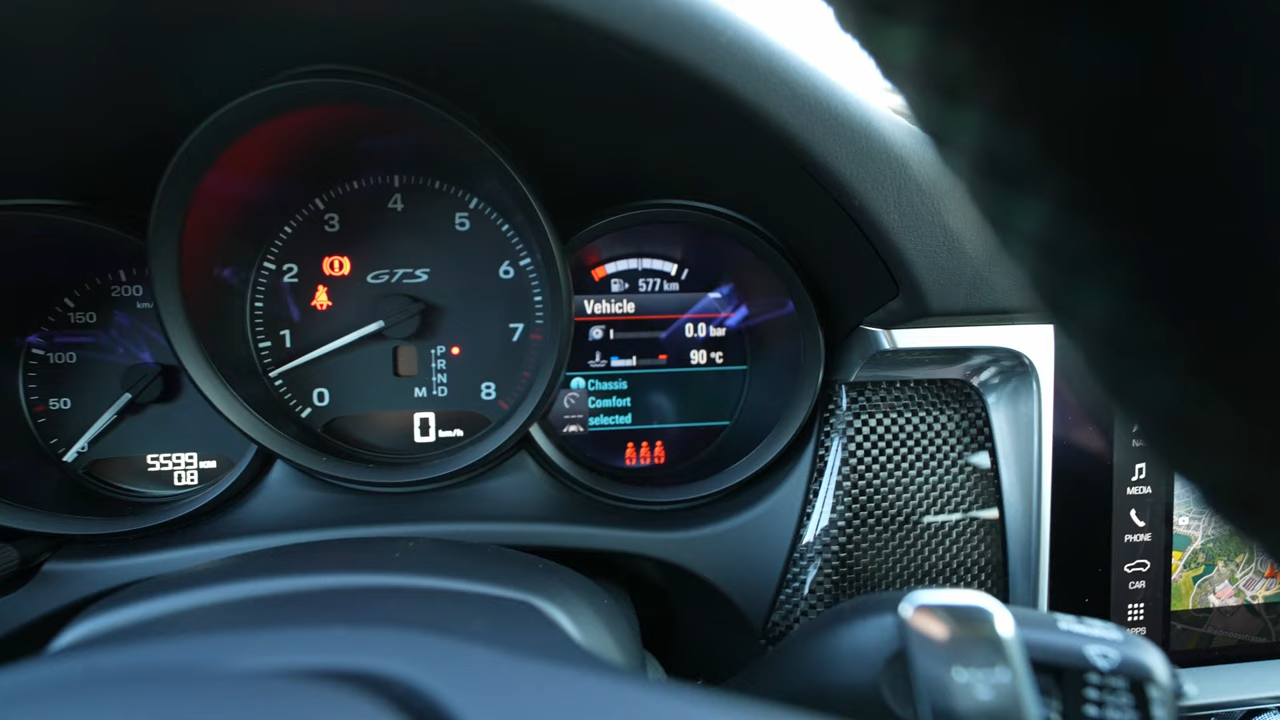 200
km/
150
100
50
5599
0.8
4
3
5
2
GTS
6
1
7
0
8
P
R
N
M D
0 km/h
577 km
Vehicle
0.0 bar
90 °C
Chassis
Comfort
selected
MEDIA
PHONE
CAR
APPS